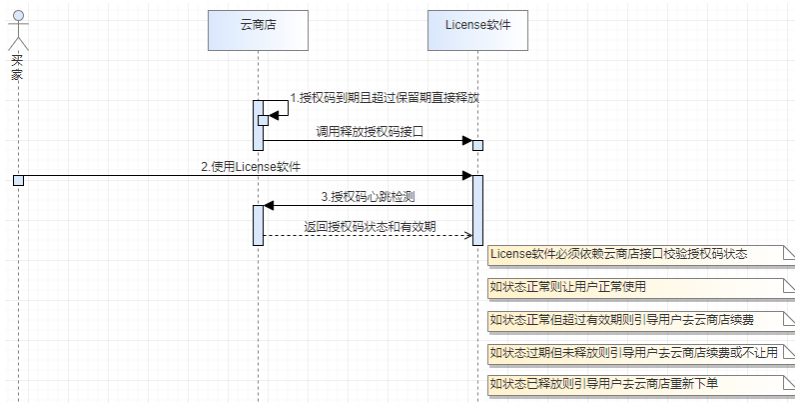 云商店
License软件
买
家
1.授权码到期且超过保留期直接释放
调用释放授权码接口
2.使用License软件
3.授权码心跳检测
返回授权码状态和有效期
License软件必须依赖云商店接口校验授权码状态
如状态正常则让用户正常使用
如状态正常但超过有效期则引导用户去云商店续费
如状态过期但未释放则引导用户去云商店续费或不让用
如状态已释放则引导用户去云商店重新下单